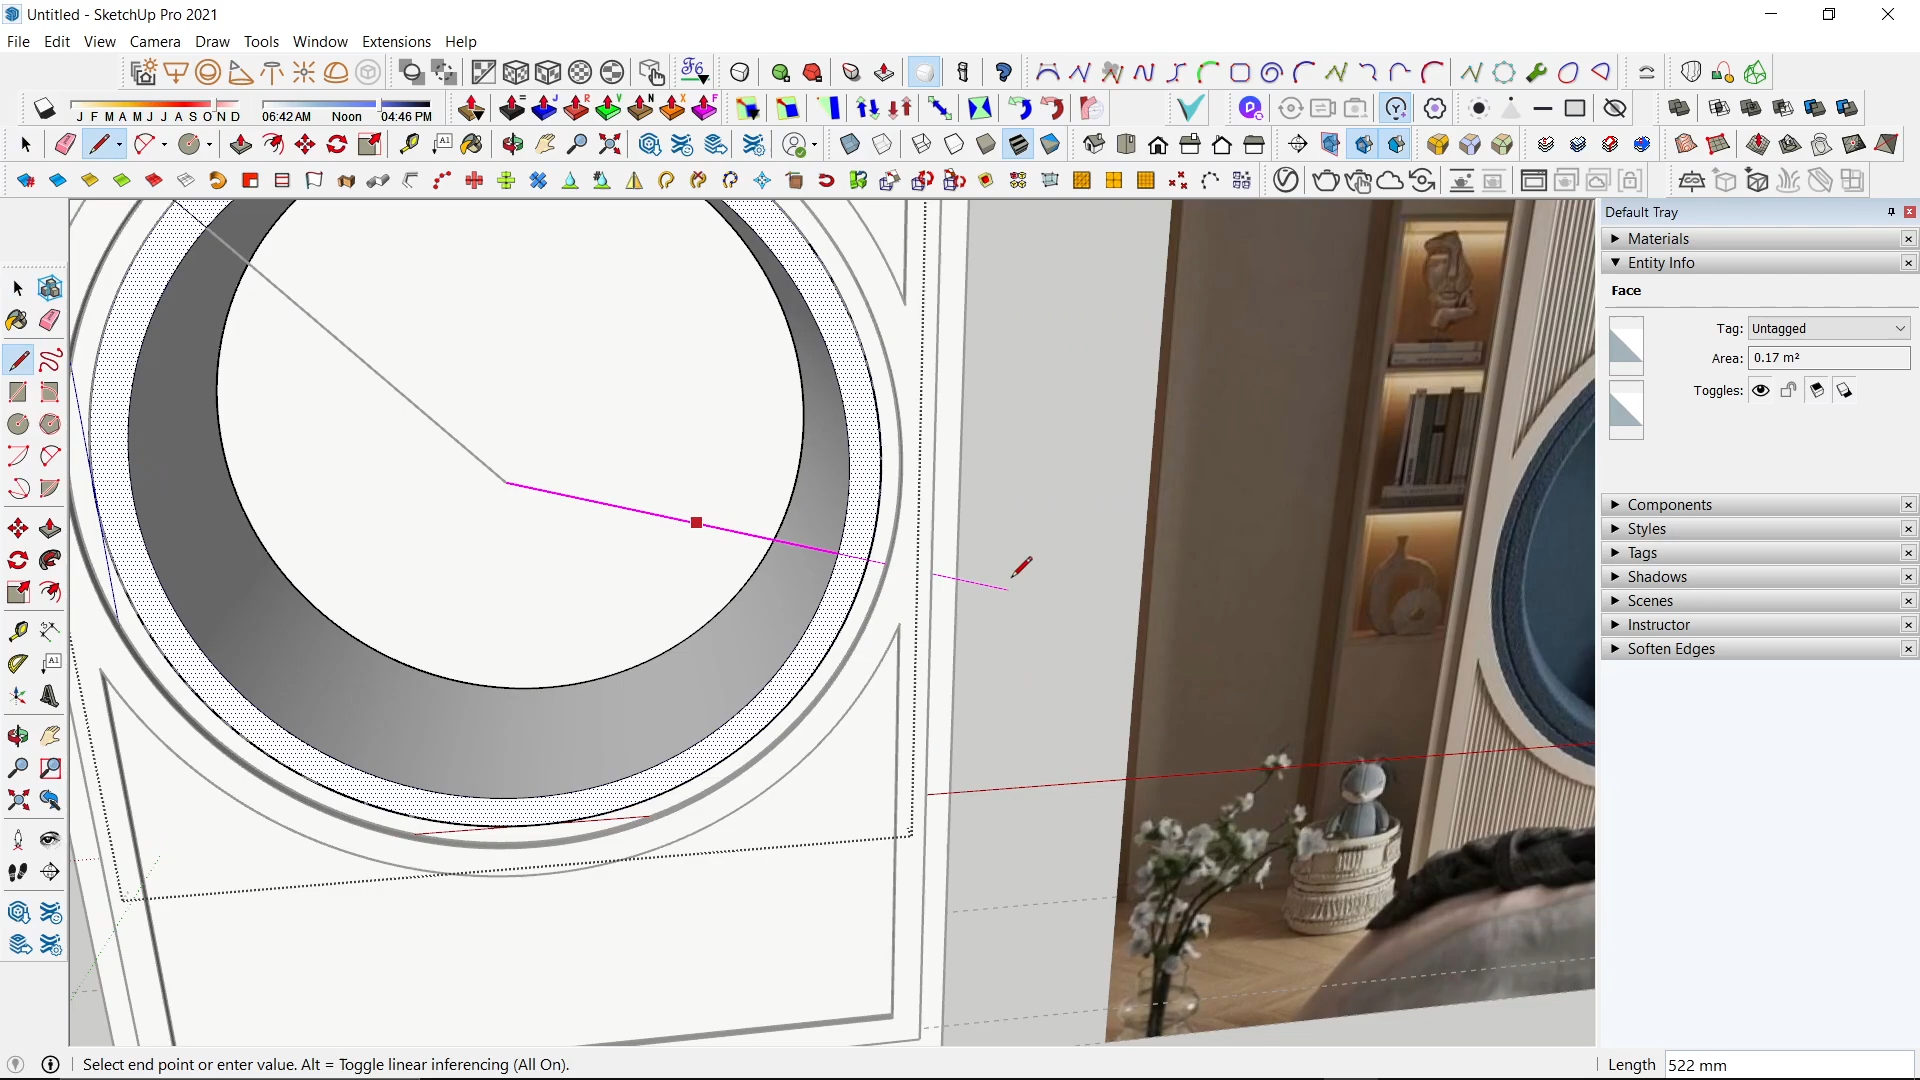 Untitled - SketchUp Pro 2021
File Edit View Camera Draw Tools Window Extensions Help
J F M A M J J A S O N D 06:42 AM Noon 04:46 PM
Default Tray
Materials
Entity Info
Face
Tag: Untagged
Area: 0.17 m²
Toggles:
Components
Styles
Tags
Shadows
Scenes
Instructor
Soften Edges
Select end point or enter value. Alt = Toggle linear inferencing (All On).
Length 522 mm